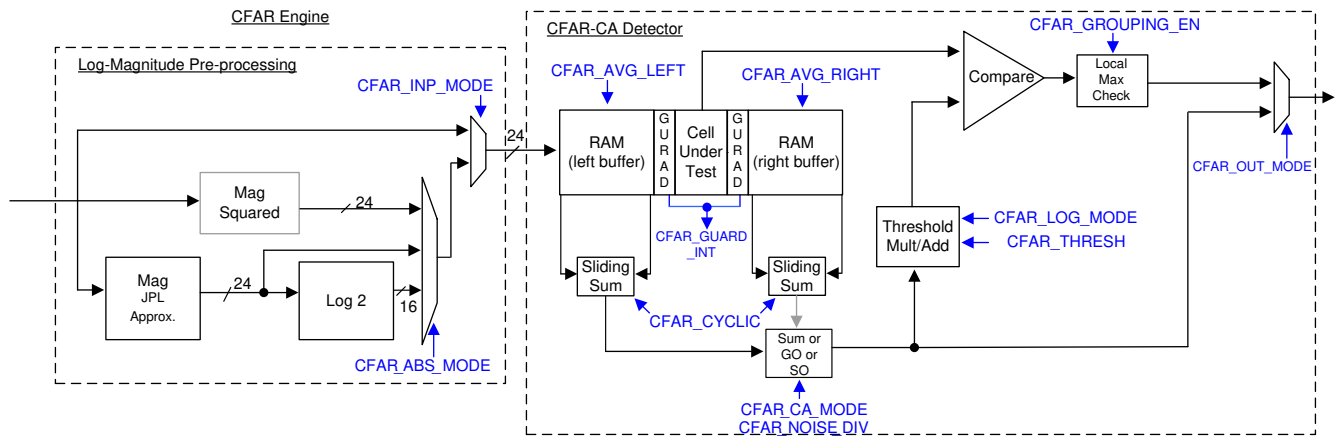 CFAR Engine
Log-Magnitude Pre-processing
CFAR_INP_MODE
24
Mag
Squared
24
Mag
JPL
Approx.
24
Log 2
16
CFAR_ABS_MODE
CFAR-CA Detector
CFAR_AVG_LEFT
CFAR_AVG_RIGHT
RAM
(left buffer)
G
U
R
A
D
Cell
Under
Test
G
U
R
A
D
RAM
(right buffer)
CFAR_GUARD
_INT
Sliding
Sum
Sliding
Sum
CFAR_CYCLIC
Sum or
GO or
SO
CFAR_CA_MODE
CFAR_NOISE_DIV
Threshold
Mult/Add
CFAR_LOG_MODE
CFAR_THRESH
Compare
CFAR_GROUPING_EN
Local
Max
Check
CFAR_OUT_MODE